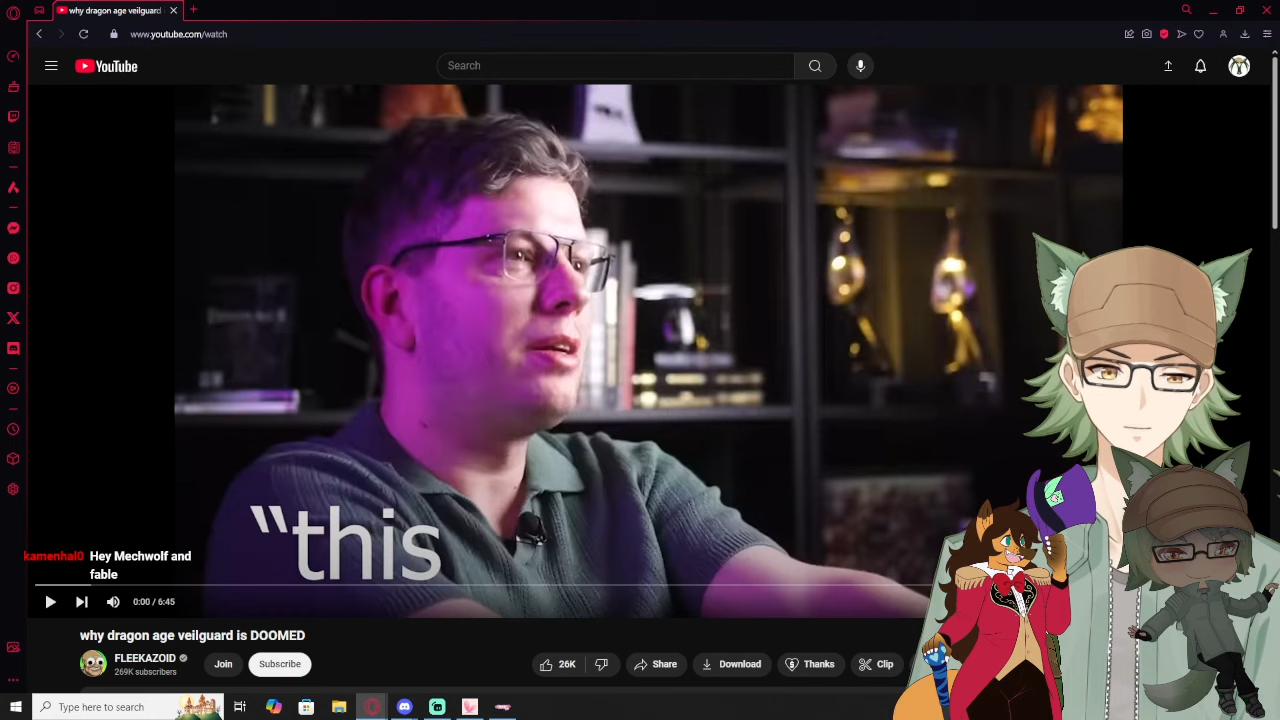 why dragon age veilguard
www.youtube.com/watch
YouTube
Search
"this
kamenhal0 Hey Mechwolf and
fable
0:00 / 6:45
why dragon age veilguard is DOOMED
FLEEKAZOID
269K subscribers
Join
Subscribe
26K
Share
Download
Thanks
Clip
Type here to search